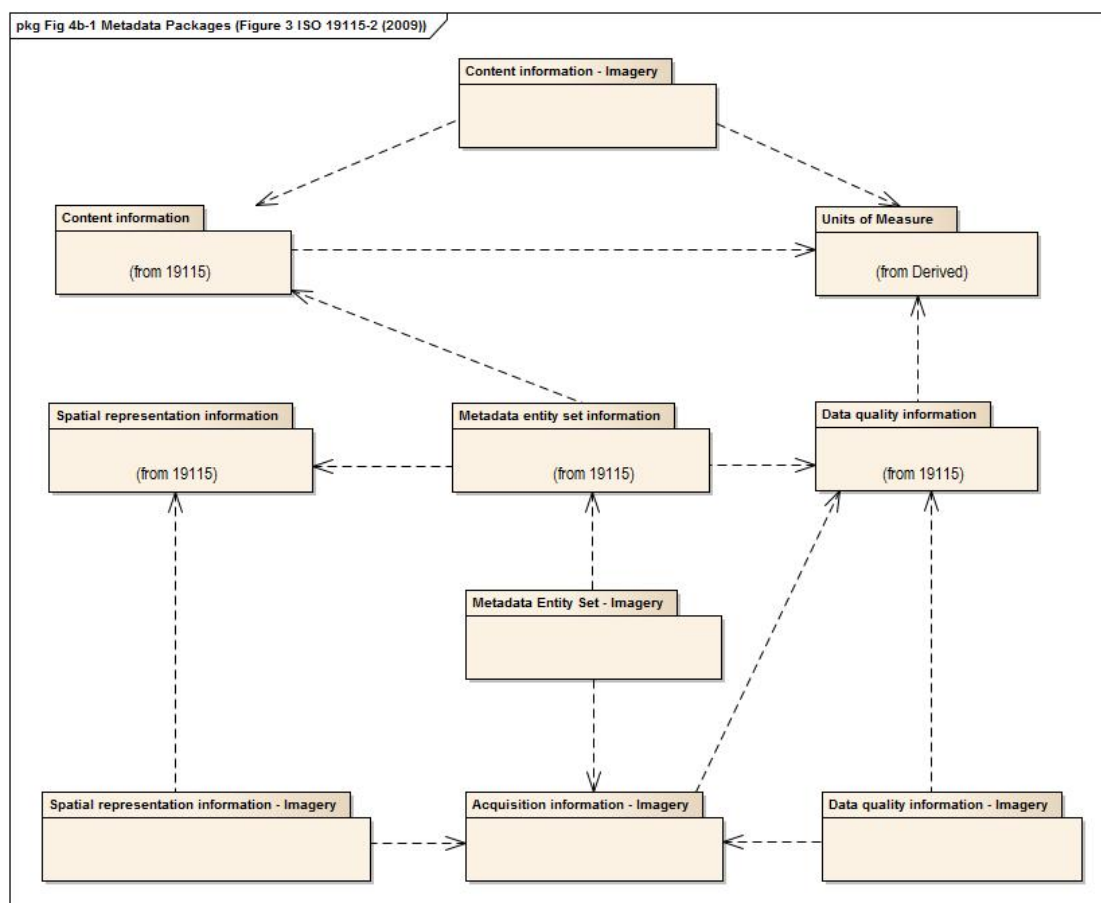 pkg Fig 4b-1 Metadata Packages (Figure 3 ISO 19115-2 (2009))
Content information - Imagery
Content information
(from 19115)
Units of Measure
(from Derived)
Spatial representation information
(from 19115)
Metadata entity set information
(from 19115)
Data quality information
(from 19115)
Metadata Entity Set - Imagery
Spatial representation information - Imagery
Acquisition information - Imagery
Data quality information - Imagery